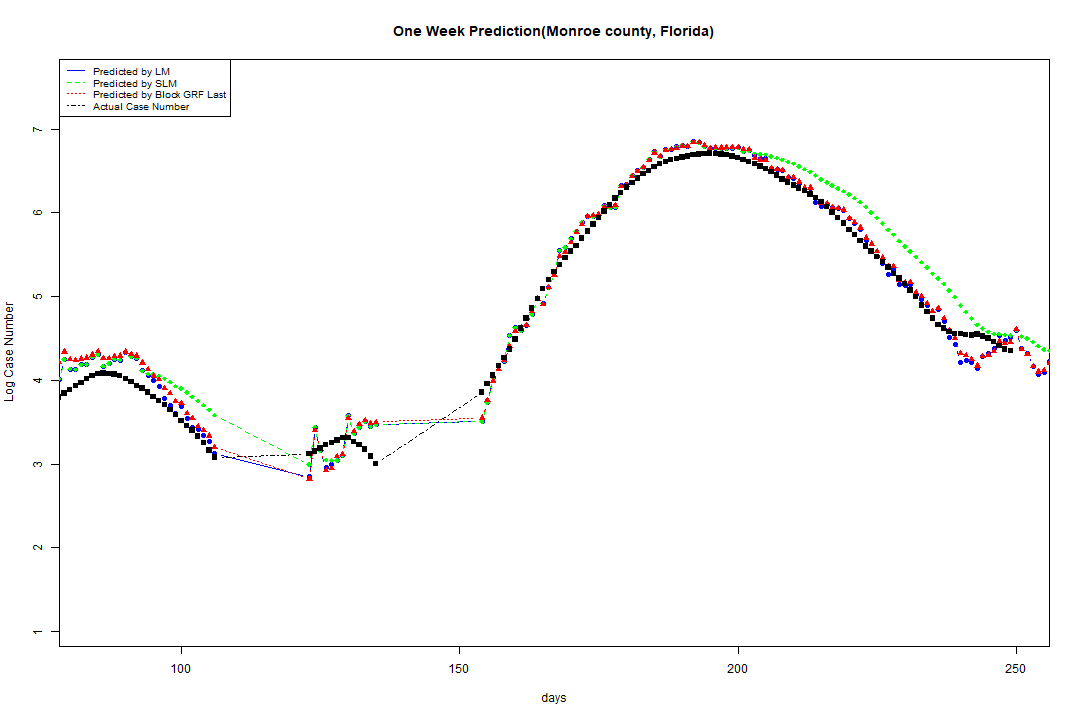 One Week Prediction(Monroe county, Florida)
Predicted by LM
Predicted by SLM
Predicted by Block GRF Last
Actual Case Number
Log Case Number
7
6
5
4
3
2
1
100
150
200
250
days